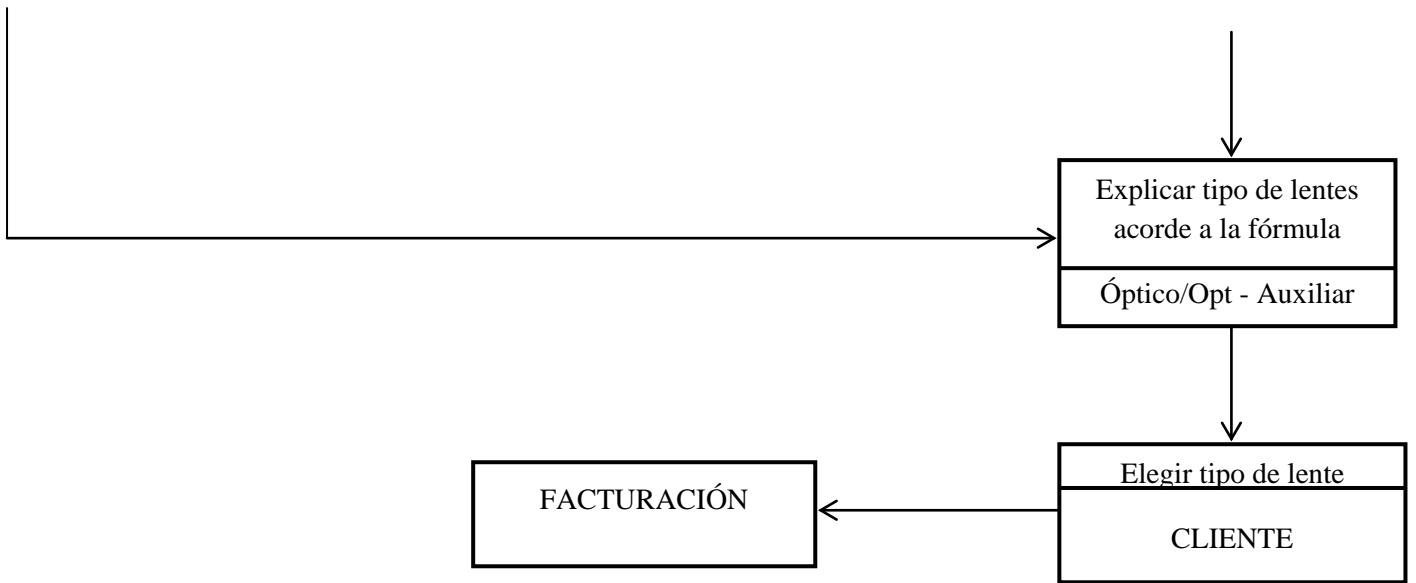 Explicar tipo de lentes
acorde a la fórmula
Óptico/Opt - Auxiliar
Elegir tipo de lente
FACTURACIÓN
CLIENTE